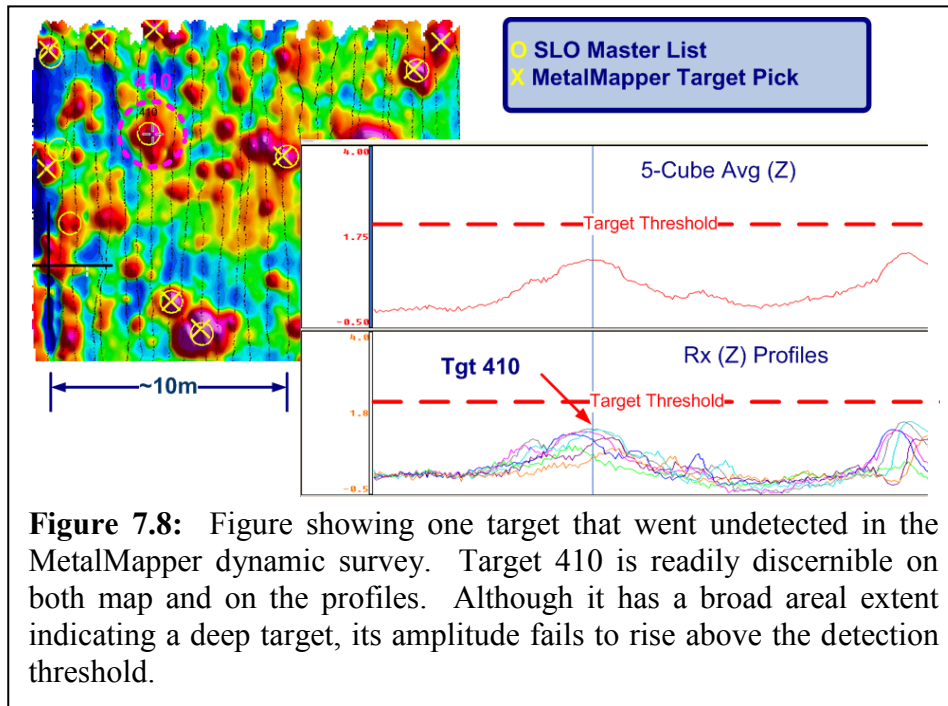 O SLO Master List
X MetalMapper Target Pick
410
410
~10m
4.00
5-Cube Avg (Z)
Target Threshold
1.75
-0.50
4.0
Rx (Z) Profiles
Tgt 410
Target Threshold
1.8
-0.5
Figure 7.8: Figure showing one target that went undetected in the
MetalMapper dynamic survey. Target 410 is readily discernible on
both map and on the profiles. Although it has a broad areal extent
indicating a deep target, its amplitude fails to rise above the detection
threshold.